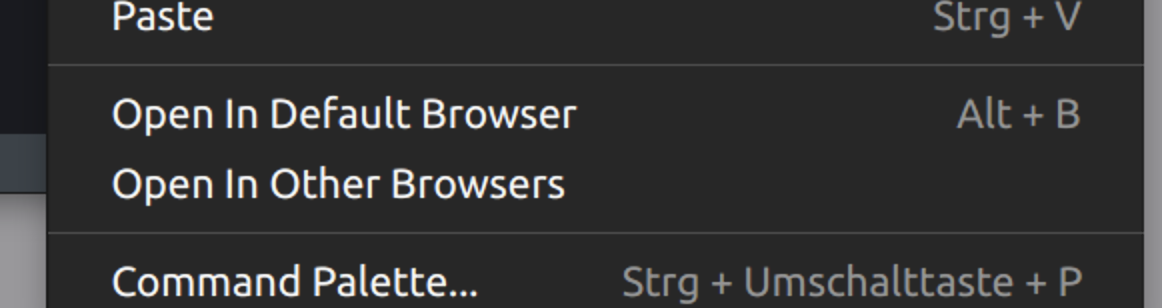 Paste Strg + V
Open In Default Browser Alt + B
Open In Other Browsers
Command Palette... Strg + Umschalttaste + P